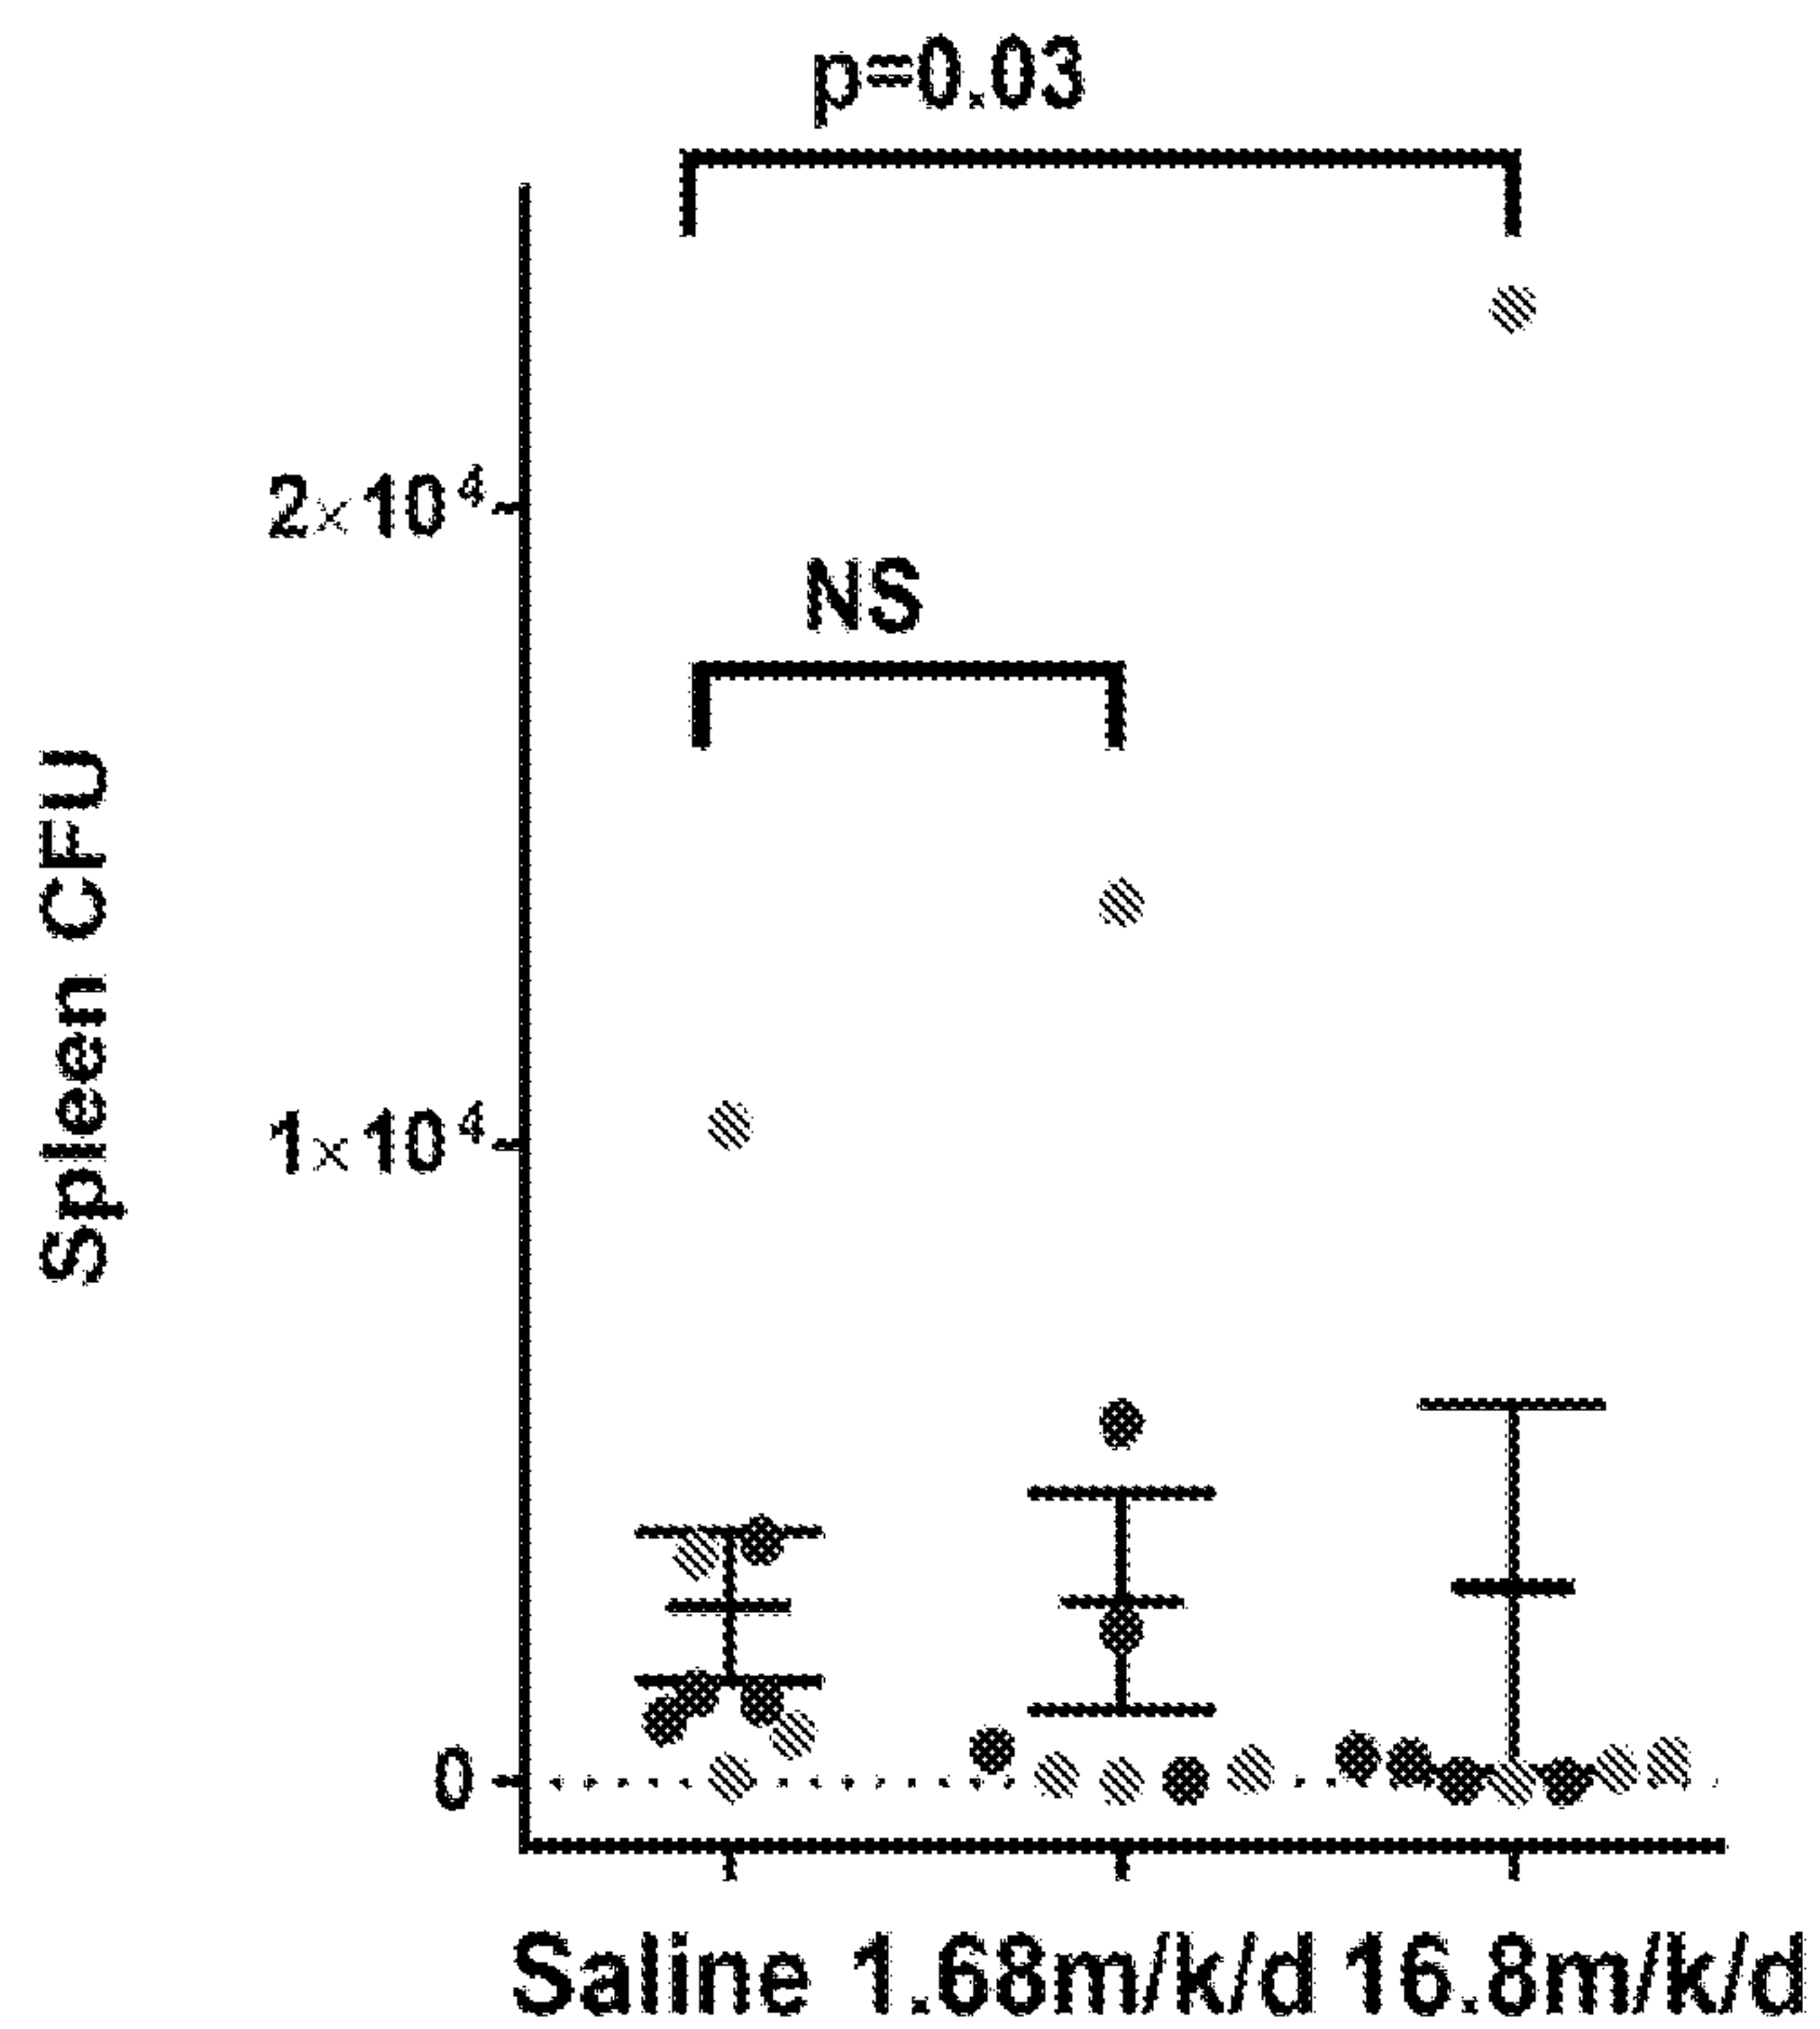 p=0.03
2×10⁴
NS
Spleen CFU
1×10⁴
0
Saline 1.68m/k/d 16.8m/k/d